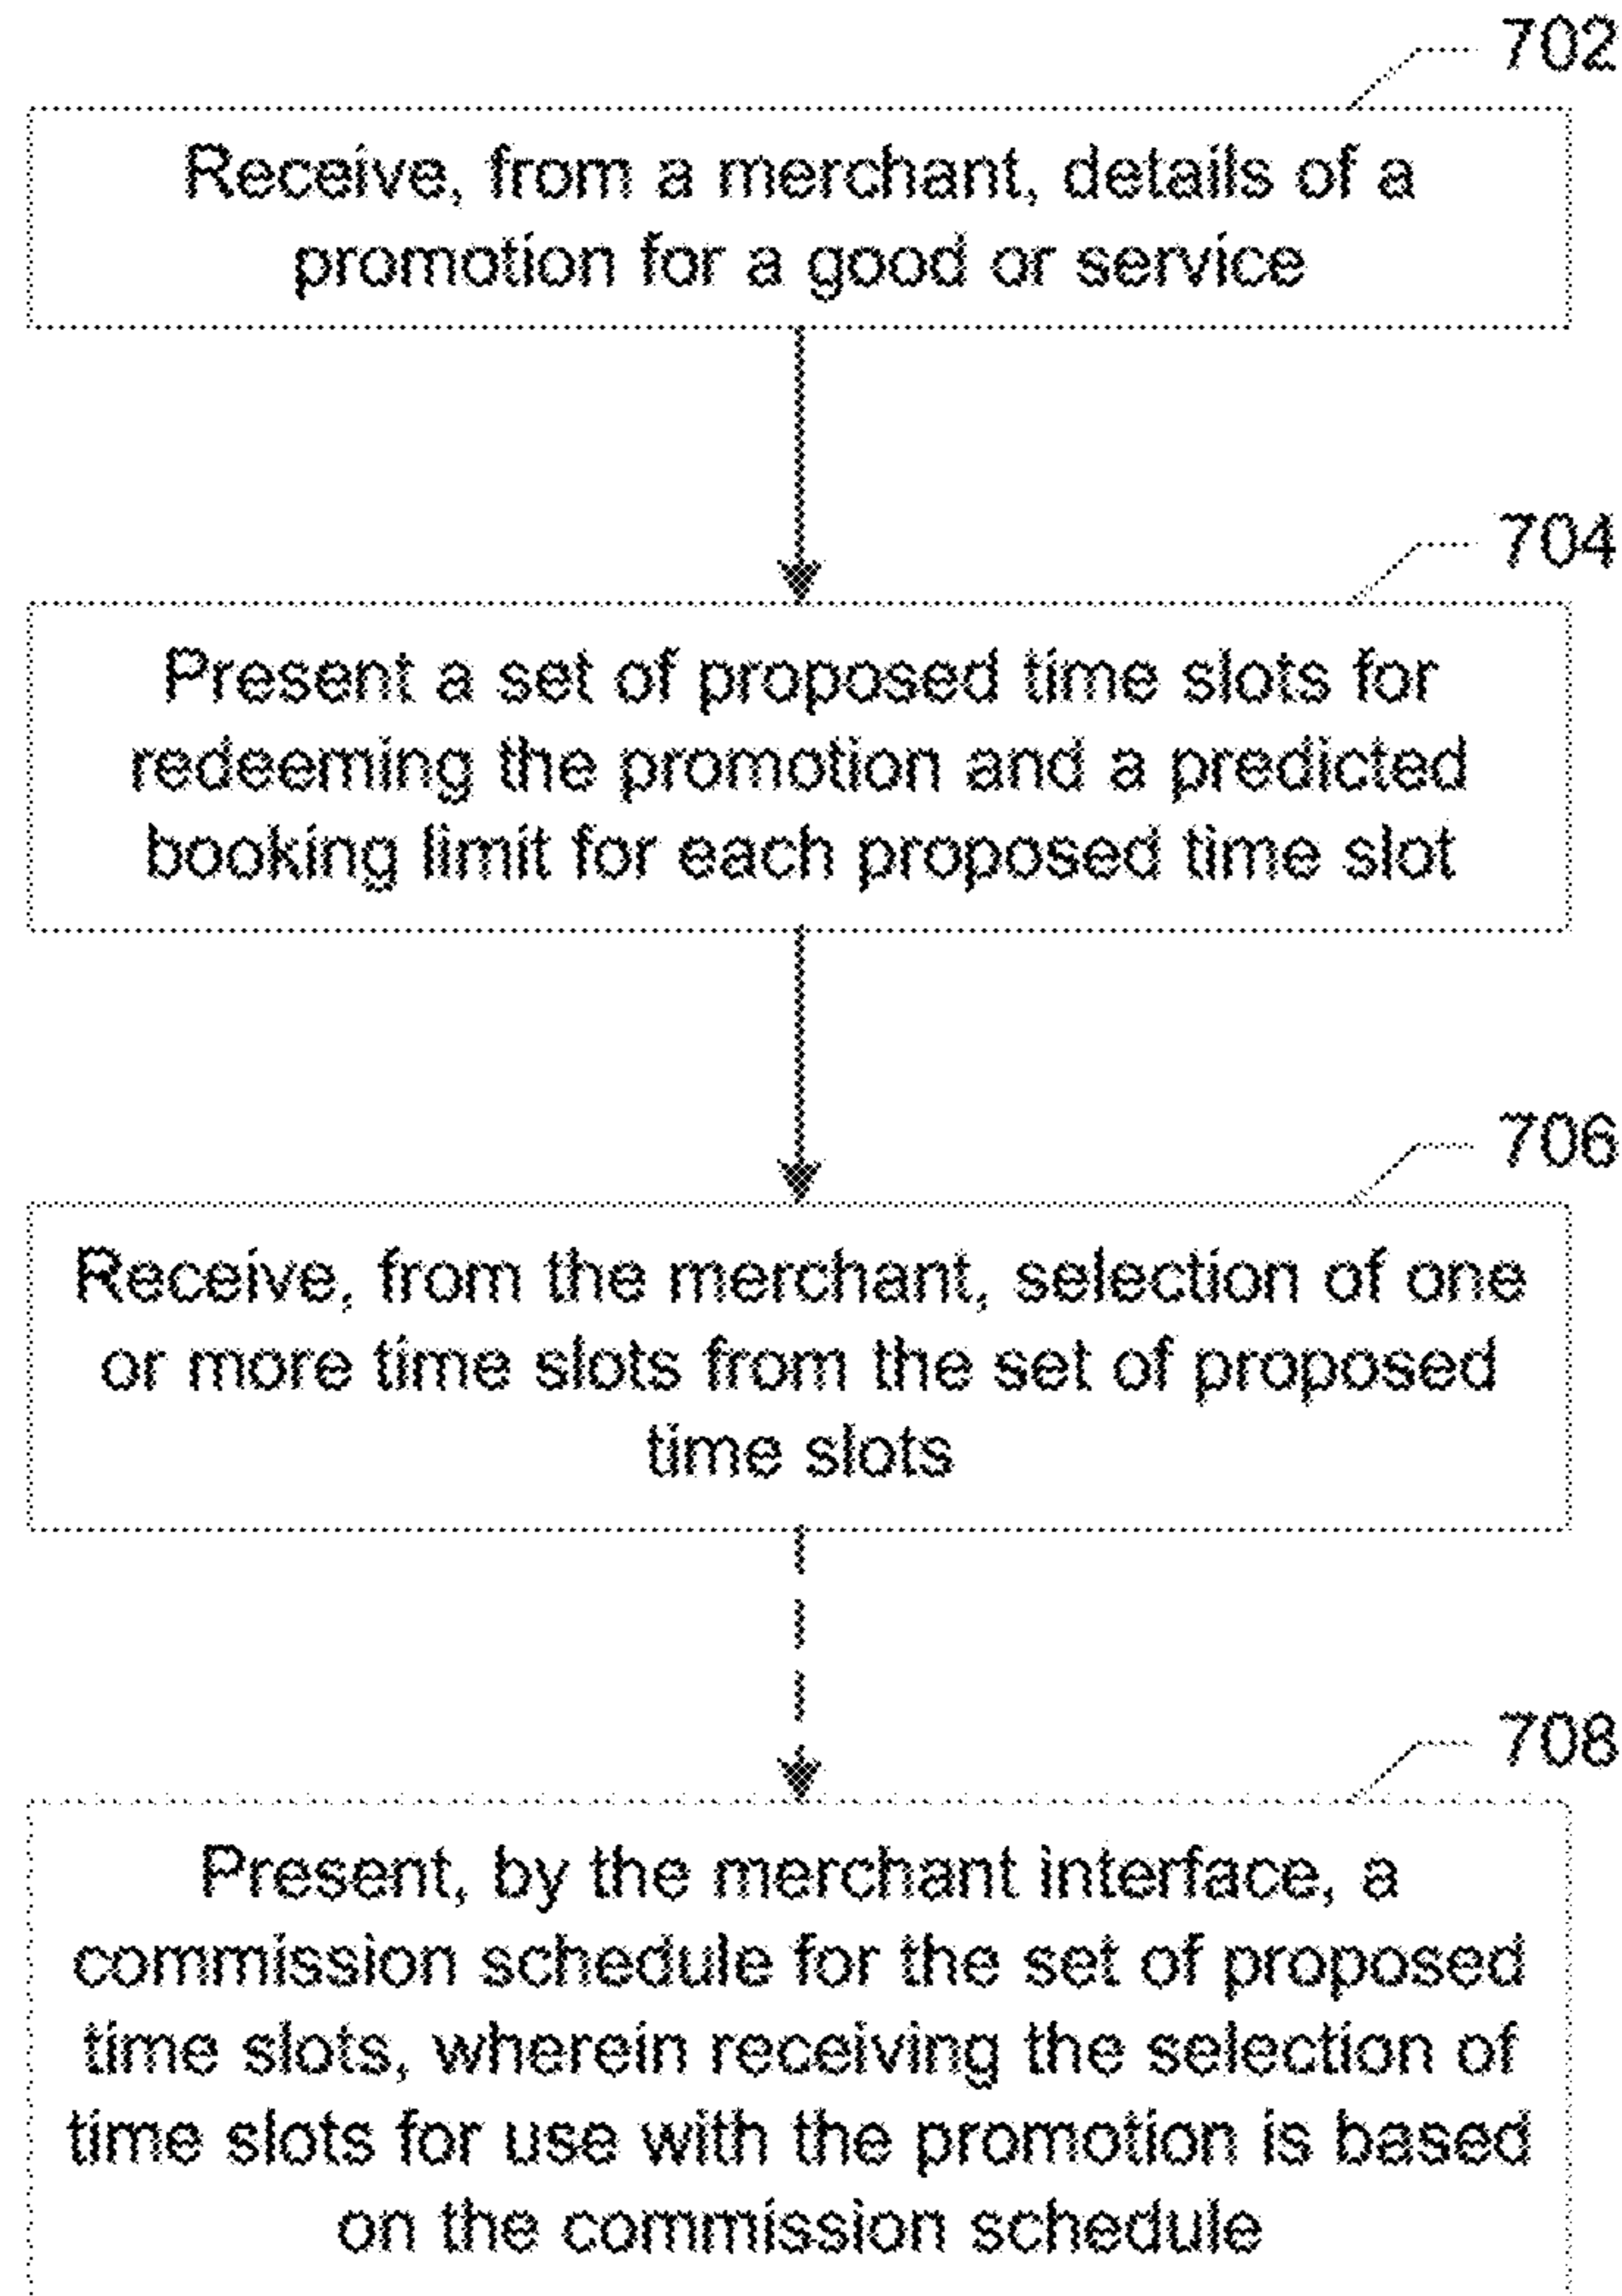 702
Receive, from a merchant, details of a
promotion for a good or service
704
Present a set of proposed time slots for
redeeming the promotion and a predicted
booking limit for each proposed time slot
706
Receive, from the merchant, selection of one
or more time slots from the set of proposed
time slots
708
Present, by the merchant interface, a
commission schedule for the set of proposed
time slots, wherein receiving the selection of
time slots for use with the promotion is based
on the commission schedule